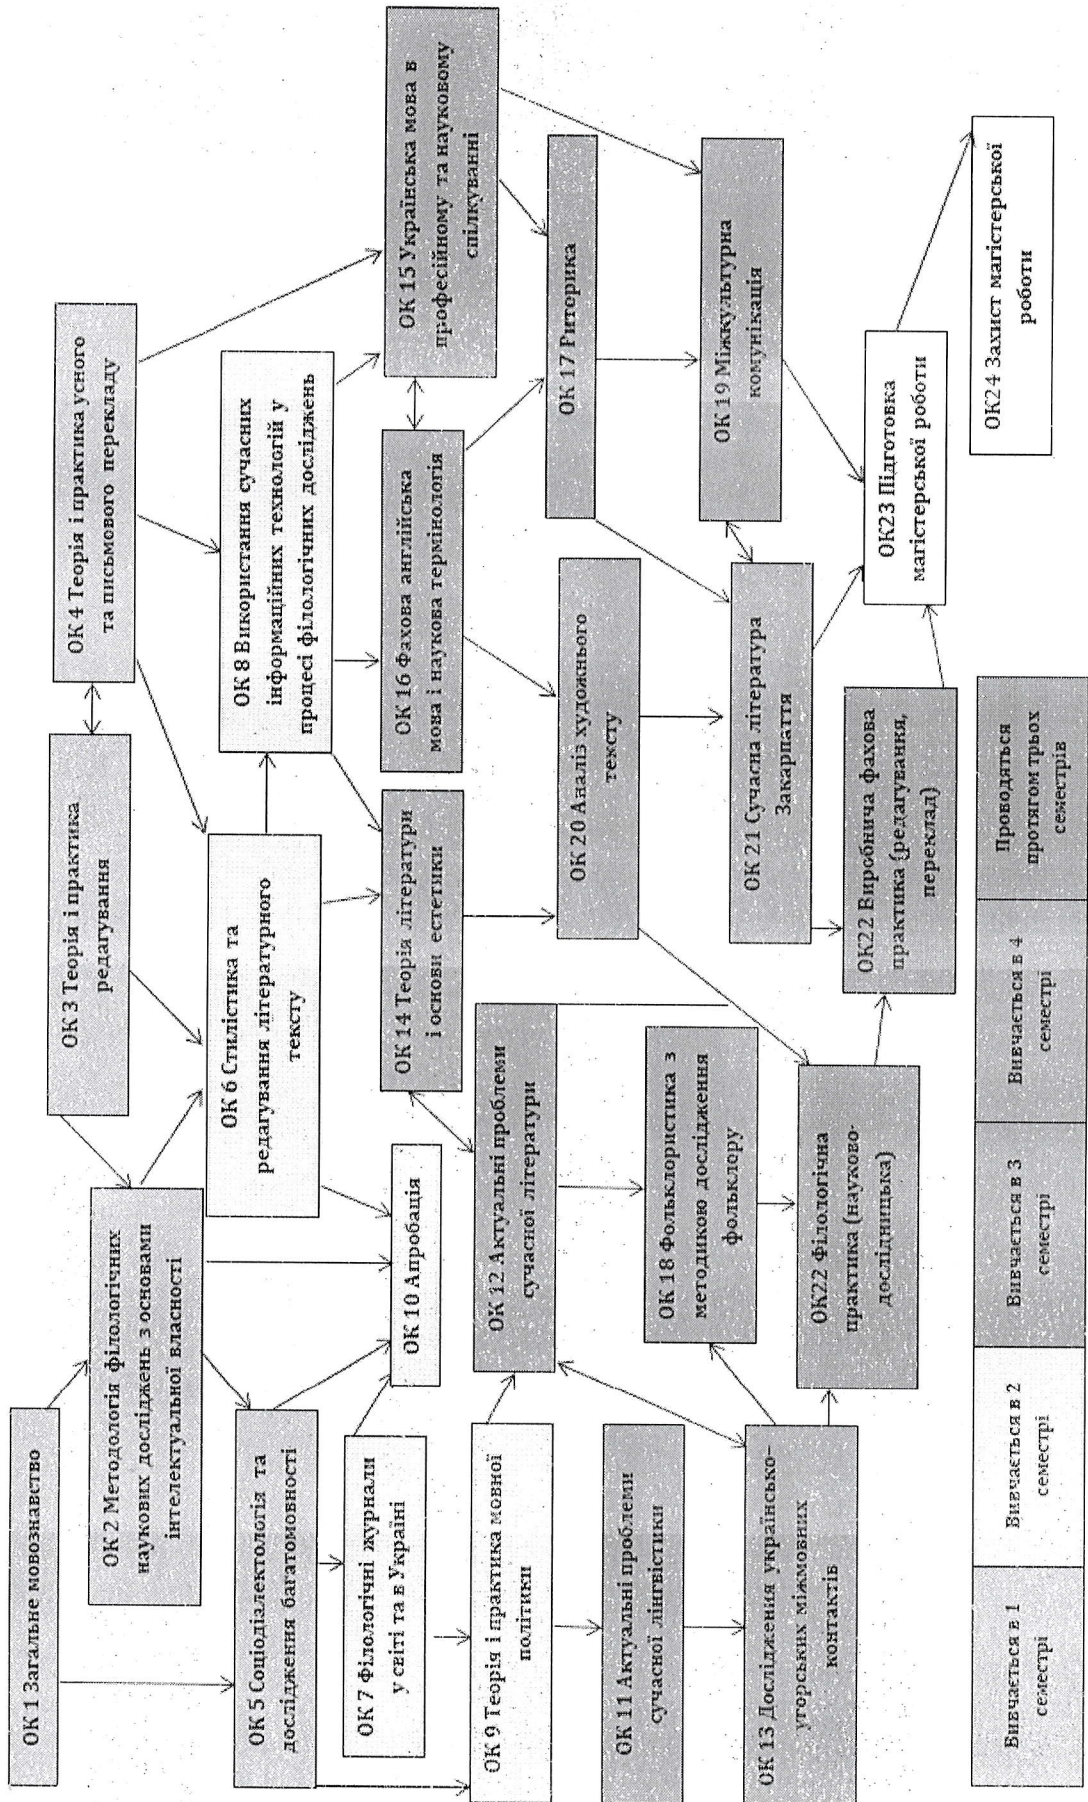 ОК 1 Загальне мовознавство
ОК 2 Методологія філологічних
наукових досліджень з основами
інтелектуальної власності
ОК 3 Теорія і практика
редагування
ОК 4 Теорія і практика усного
та письмового перекладу
ОК 5 Соціодіалектологія та
дослідження багатомовності
ОК 6 Стилістика та
редагування літературного
тексту
ОК 7 Філологічні журнали
у світі та в Україні
ОК 8 Використання сучасних
інформаційних технологій у
процесі філологічних досліджень
ОК 9 Теорія і практика мовної
політики
ОК 10 Апробація
ОК 11 Актуальні проблеми
сучасної лінгвістики
ОК 12 Актуальні проблеми
сучасної літератури
ОК 13 Дослідження українсько-
угорських міжмовних
контактів
ОК 14 Теорія літератури
і основи естетики
ОК 16 Фахова англійська
мова і наукова термінологія
ОК 15 Українська мова в
професійному та науковому
спілкуванні
ОК 17 Риторика
ОК 18 Фольклористика з
методикою дослідження
фольклору
ОК 20 Аналіз художнього
тексту
ОК 19 Міжкультурна
комунікація
ОК 21 Сучасна література
Закарпаття
ОК22 Філологічна
практика (науково-
дослідницька)
ОК22 Виробнича фахова
практика (редагування,
переклад)
ОК23 Підготовка
магістерської роботи
ОК24 Захист магістерської
роботи
Вивчається в 1
семестрі
Вивчається в 2
семестрі
Вивчається в 3
семестрі
Вивчається в 4
семестрі
Проводяться
протягом трьох
семестрів